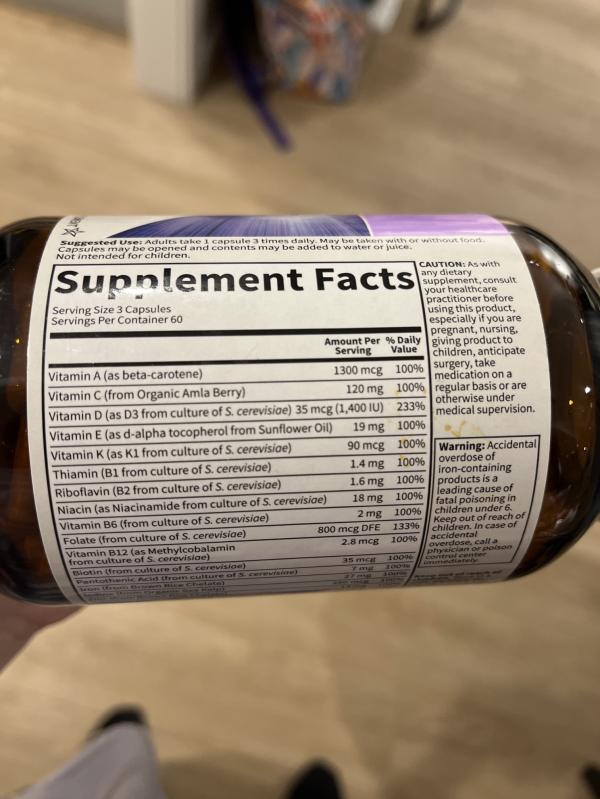 Suggested Use: Adults take 1 capsule 3 times daily. May be taken with or without food.
Capsules may be opened and contents may be added to water or juice.
Not intended for children.
Supplement Facts
Serving Size 3 Capsules
Servings Per Container 60
Amount Per Serving % Daily Value
Vitamin A (as beta-carotene) 1300 mcg 100%
Vitamin C (from Organic Amla Berry) 120 mg 100%
Vitamin D (as D3 from culture of S. cerevisiae) 35 mcg (1,400 IU) 233%
Vitamin E (as d-alpha tocopherol from Sunflower Oil) 19 mg 100%
Vitamin K (as K1 from culture of S. cerevisiae) 90 mcg 100%
Thiamin (B1 from culture of S. cerevisiae) 1.4 mg 100%
Riboflavin (B2 from culture of S. cerevisiae) 1.6 mg 100%
Niacin (as Niacinamide from culture of S. cerevisiae) 18 mg 100%
Vitamin B6 (from culture of S. cerevisiae) 2 mg 100%
Folate (from culture of S. cerevisiae) 800 mcg DFE 133%
Vitamin B12 (as Methylcobalamin
from culture of S. cerevisiae) 2.8 mcg 100%
Biotin (from culture of S. cerevisiae) 35 mcg 100%
Pantothenic Acid (from culture of S. cerevisiae) 7 mg 100%
Iron (from Brown Rice Chelate) 27 mg 100%
CAUTION: As with
any dietary
supplement, consult
your healthcare
practitioner before
using this product,
especially if you are
pregnant, nursing,
giving product to
children, anticipate
surgery, take
medication on a
regular basis or are
otherwise under
medical supervision.
Warning: Accidental
overdose of
iron-containing
products is a
leading cause of
fatal poisoning in
children under 6.
Keep out of reach of
children. In case of
accidental
overdose, call a
physician or poison
control center
immediately.